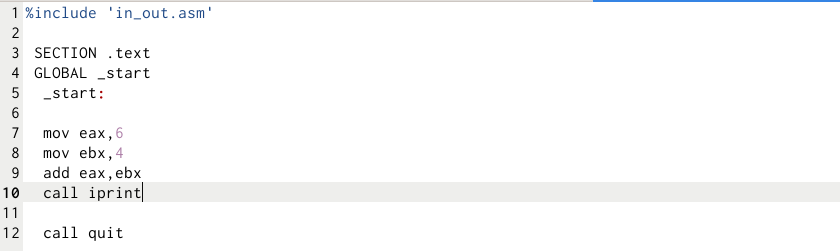 1 %include 'in_out.asm'
2
3 SECTION .text
4 GLOBAL _start
5 _start:
6
7 mov eax,6
8 mov ebx,4
9 add eax,ebx
10 call iprint
11
12 call quit